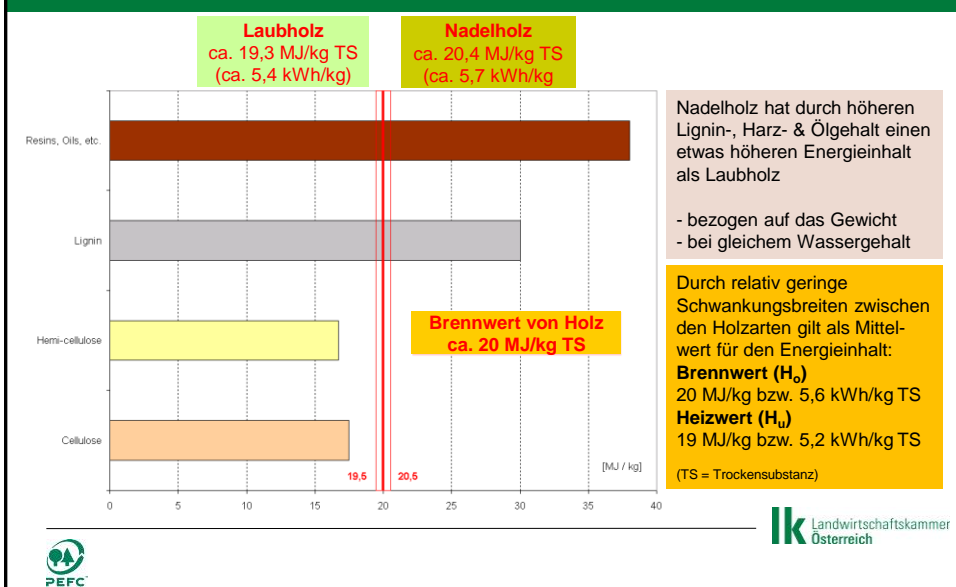 Laubholz
ca. 19,3 MJ/kg TS
(ca. 5,4 kWh/kg)
Nadelholz
ca. 20,4 MJ/kg TS
(ca. 5,7 kWh/kg
Resins, Oils, etc.
Lignin
Hemi-cellulose
Cellulose
Brennwert von Holz
ca. 20 MJ/kg TS
19,5
20,5
[MJ / kg]
0 5 10 15 20 25 30 35 40
Nadelholz hat durch höheren
Lignin-, Harz- & Ölgehalt einen
etwas höheren Energieinhalt
als Laubholz
- bezogen auf das Gewicht
- bei gleichem Wassergehalt
Durch relativ geringe
Schwankungsbreiten zwischen
den Holzarten gilt als Mittel-
wert für den Energieinhalt:
Brennwert (Ho)
20 MJ/kg bzw. 5,6 kWh/kg TS
Heizwert (Hu)
19 MJ/kg bzw. 5,2 kWh/kg TS
(TS = Trockensubstanz)
lk Landwirtschaftskammer
Österreich
PEFC